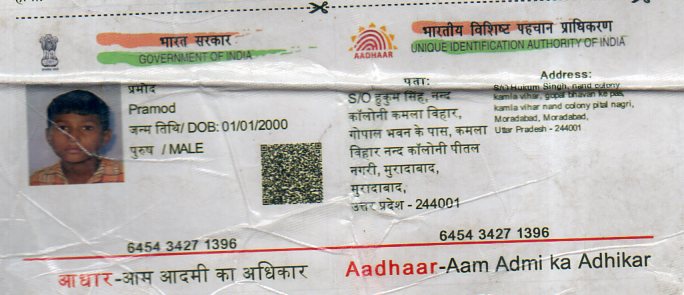 भारत सरकार
GOVERNMENT OF INDIA
प्रमोद
Pramod
जन्म तिथि/ DOB: 01/01/2000
पुरुष / MALE
6454 3427 1396
आधार-आम आदमी का अधिकार
भारतीय विशिष्ट पहचान प्राधिकरण
UNIQUE IDENTIFICATION AUTHORITY OF INDIA
AADHAAR
पता:
S/O हुकुम सिंह, नन्द
कॉलोनी कमला विहार,
गोपाल भवन के पास, कमला
विहार नन्द कॉलोनी पीतल
नगरी, मुरादाबाद,
मुरादाबाद,
उत्तर प्रदेश - 244001
Address:
S/O Hukum Singh, nand colony
kamla vihar, gopal bhavan ke pas,
kamla vihar nand colony pital nagri,
Moradabad, Moradabad,
Uttar Pradesh - 244001
6454 3427 1396
Aadhaar-Aam Admi ka Adhikar